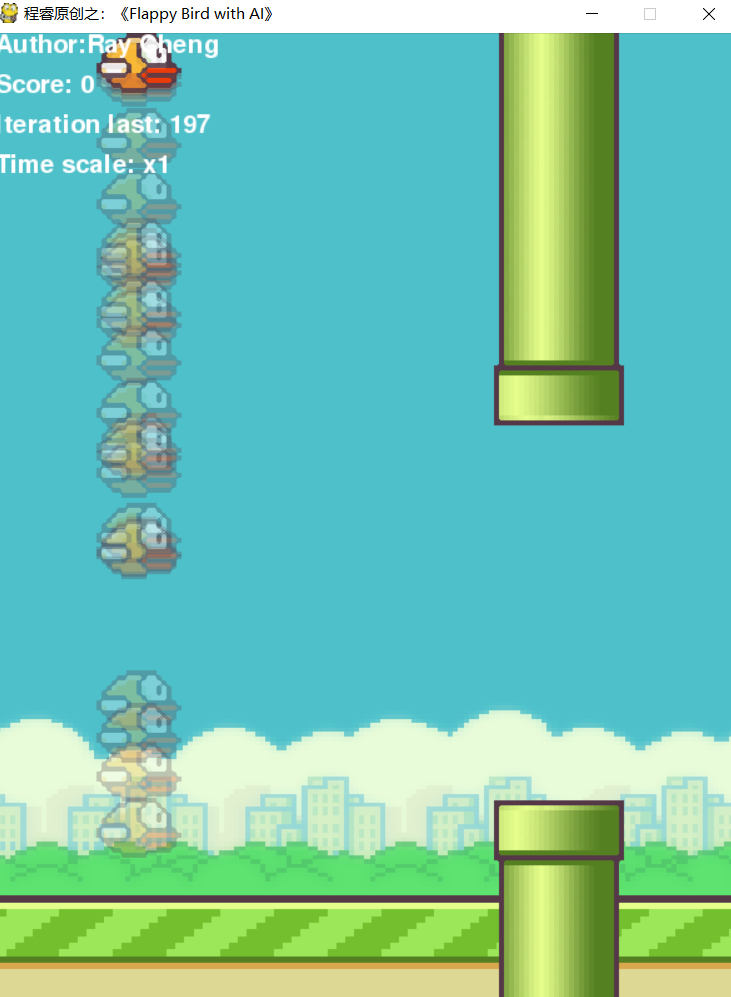 程睿原创之：《Flappy Bird with AI》
Author:Ray Cheng
Score: 0
Iteration last: 197
Time scale: x1